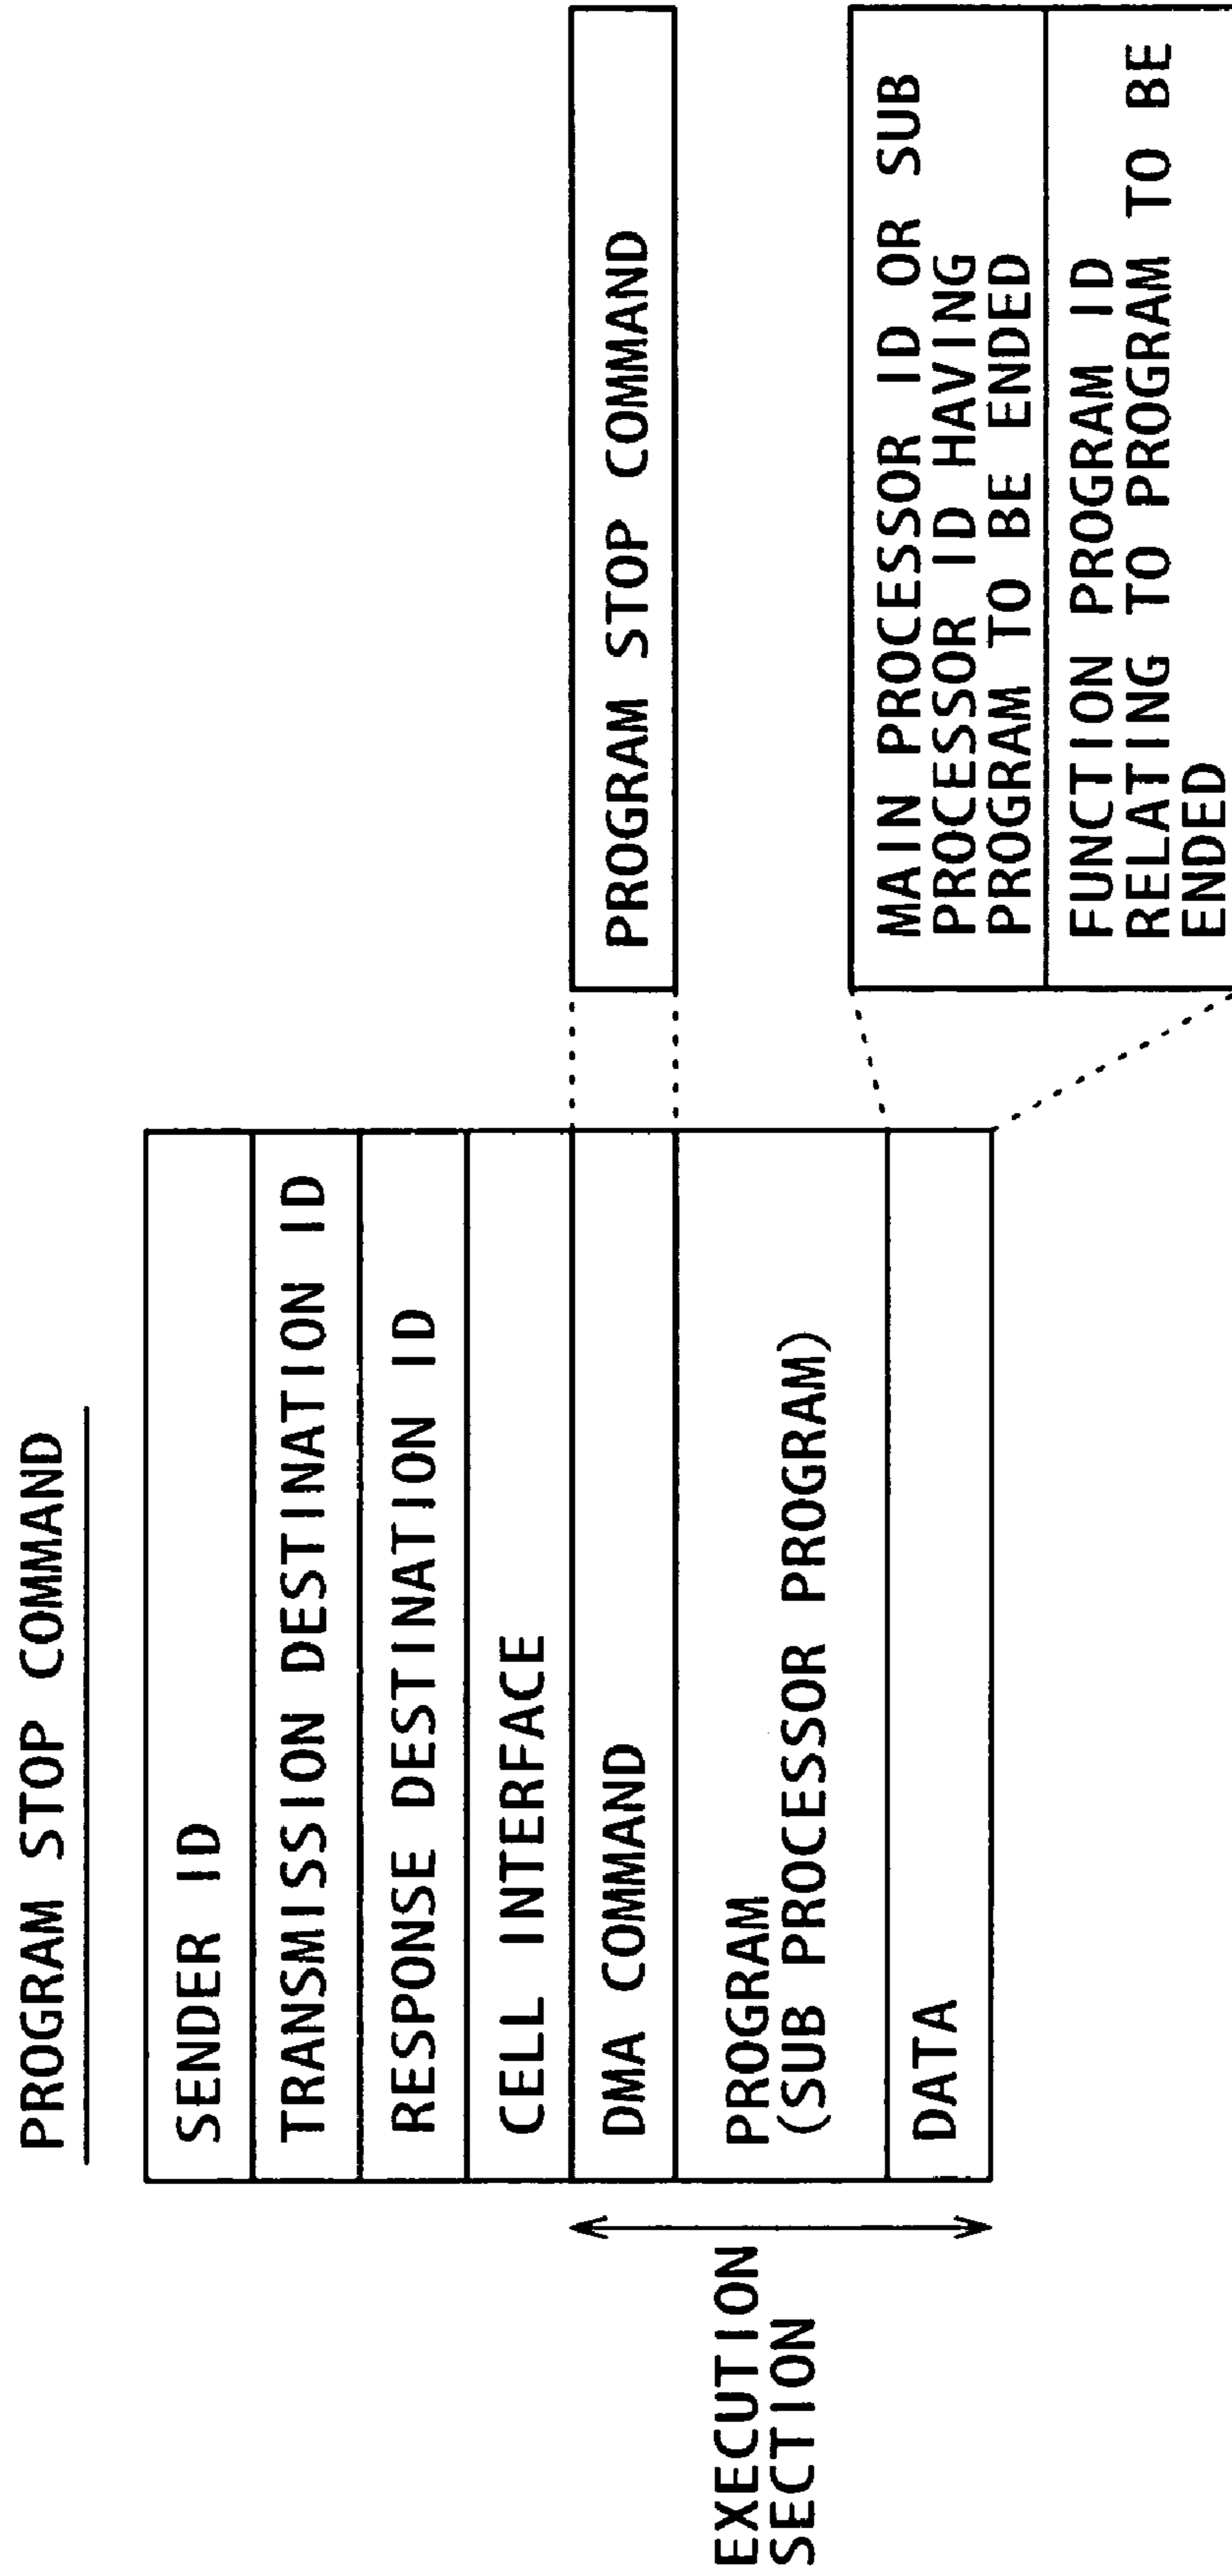 PROGRAM STOP COMMAND
SENDER ID
TRANSMISSION DESTINATION ID
RESPONSE DESTINATION ID
CELL INTERFACE
DMA COMMAND
PROGRAM
(SUB PROCESSOR PROGRAM)
DATA
EXECUTION
SECTION
PROGRAM STOP COMMAND
MAIN PROCESSOR ID OR SUB
PROCESSOR ID HAVING
PROGRAM TO BE ENDED
FUNCTION PROGRAM ID
RELATING TO PROGRAM TO BE
ENDED